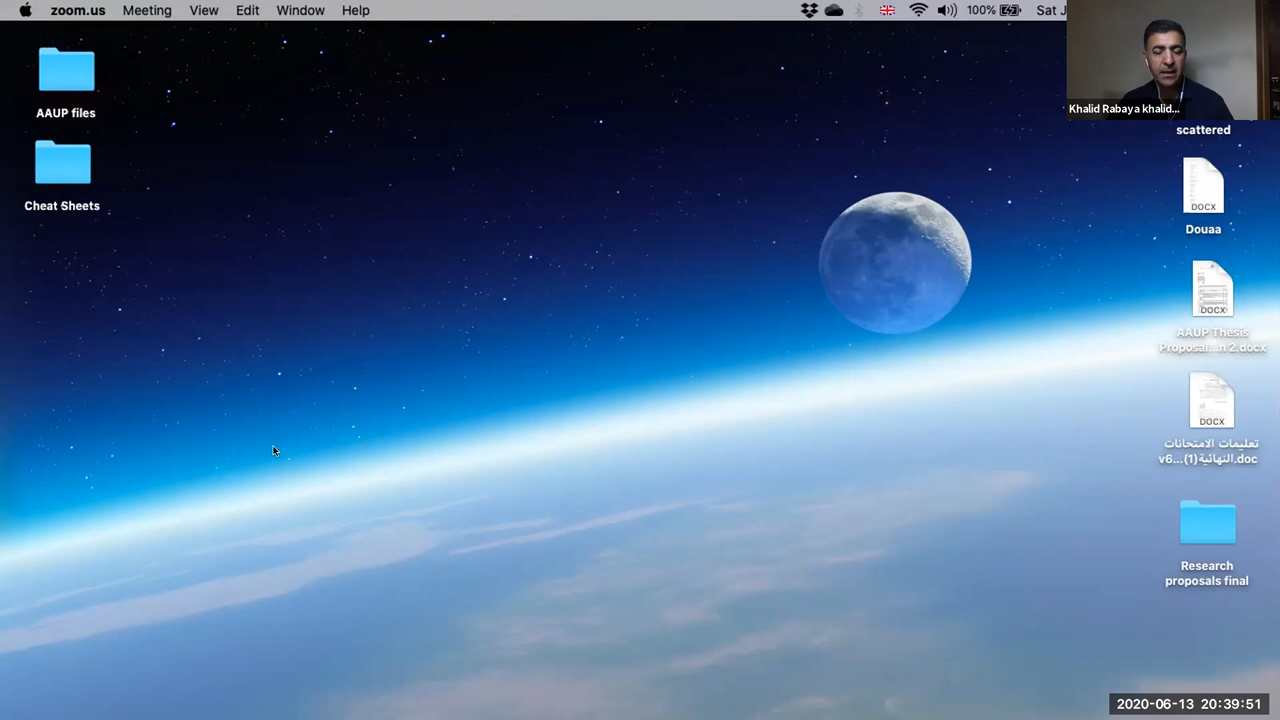 zoom.us Meeting View Edit Window Help 100% Sat J
Khalid Rabaya khalid...
AAUP files
Cheat Sheets
scattered
DOCX
Douaa
DOCX
AAUP Thesis
Proposal...n 2.docx
DOCX
تعليمات الامتحانات
النهائية(1)...v6.doc
Research
proposals final
2020-06-13 20:39:51